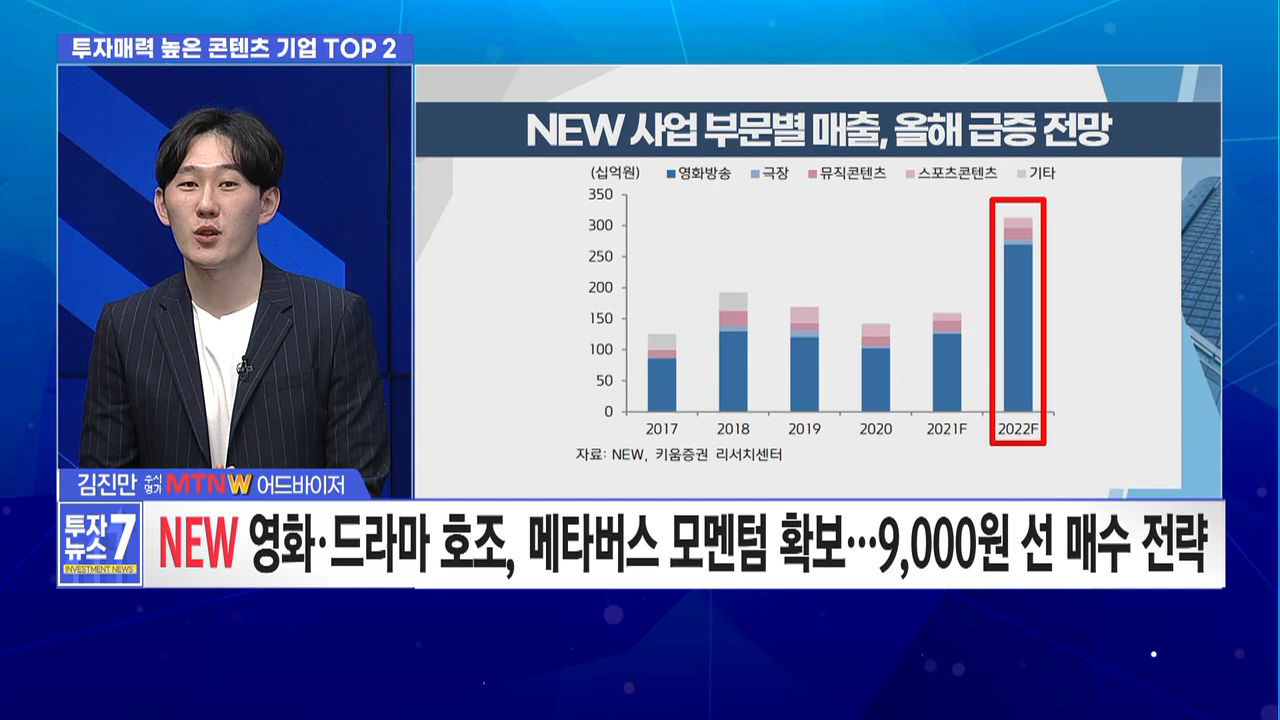 투자매력 높은 콘텐츠 기업 TOP 2
NEW 사업 부문별 매출, 올해 급증 전망
(십억원) 영화방송 극장 뮤직콘텐츠 스포츠콘텐츠 기타
350
300
250
200
150
100
50
0
2017 2018 2019 2020 2021F 2022F
자료: NEW, 키움증권 리서치센터
김진만 주식명가 MTNW 어드바이저
투자
뉴스 7
INVESTMENT NEWS
NEW 영화·드라마 호조, 메타버스 모멘텀 확보…9,000원 선 매수 전략